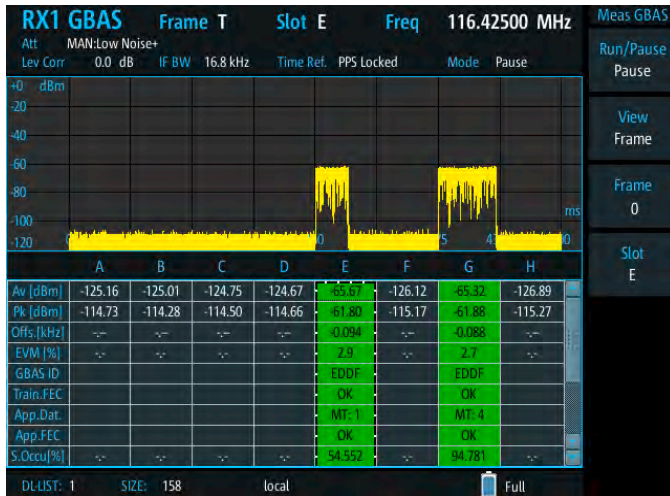 RX1 GBAS Frame T Slot E Freq 116.42500 MHz
Att MAN:Low Noise+
Lev Corr 0.0 dB IF BW 16.8 kHz Time Ref. PPS Locked Mode Pause
Meas GBAS
Run/Pause
Pause
View
Frame
Frame
0
Slot
E
+0 dBm
-20
-40
-60
-80
-100
ms
-120
A B C D E F G H
Av [dBm] -125.16 -125.01 -124.75 -124.67 -65.67 -126.12 -65.32 -126.89
Pk [dBm] -114.73 -114.28 -114.50 -114.66 -61.80 -115.17 -61.88 -115.27
Offs.[kHz] -.-- -.-- -.-- -.-- -0.094 -.-- -0.088 -.--
EVM [%] -.- -.- -.- -.- 2.9 -.- 2.7 -.-
GBAS ID EDDF EDDF
Train.FEC OK OK
App.Dat. MT: 1 MT: 4
App.FEC OK OK
S.Occu[%] -.- -.- -.- -.- 54.552 -.- 94.781 -.-
DL-LIST: 1 SIZE: 158 local Full